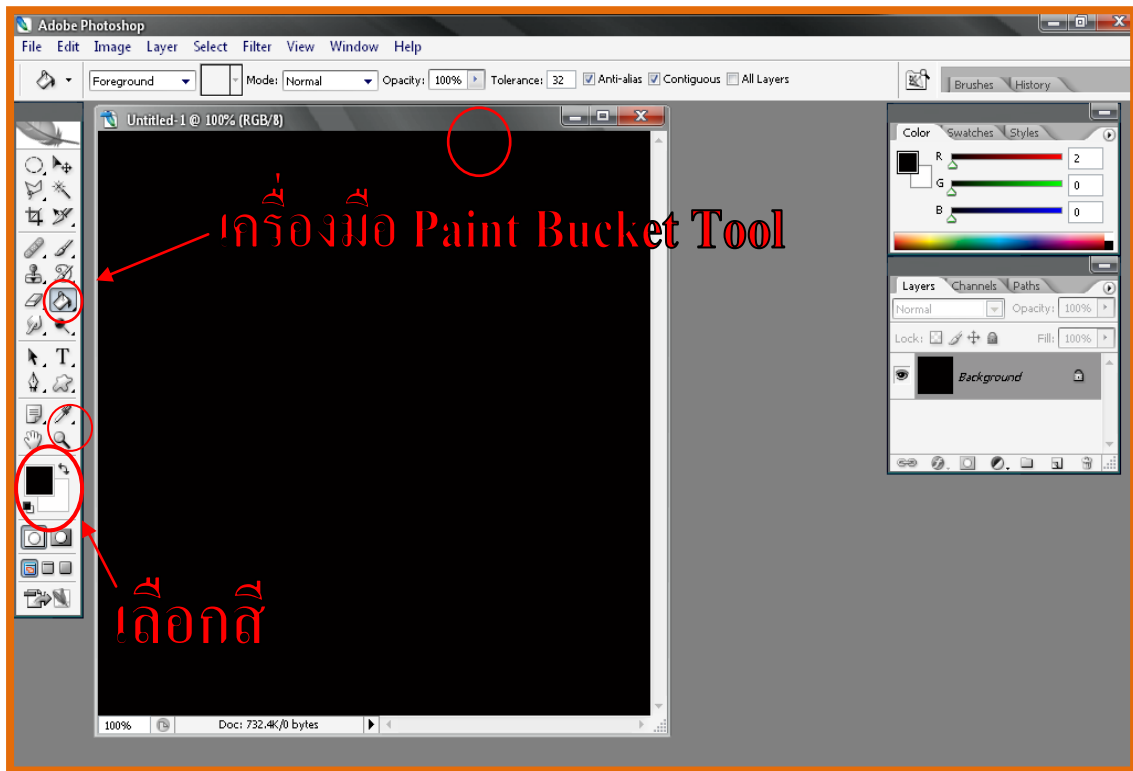 Adobe Photoshop
File Edit Image Layer Select Filter View Window Help
Foreground Mode: Normal Opacity: 100% Tolerance: 32 Anti-alias Contiguous All Layers
Brushes History
Untitled-1 @ 100% (RGB/8)
Color Swatches Styles
R 2
G 0
B 0
เครื่องมือ Paint Bucket Tool
Layers Channels Paths
Normal Opacity: 100%
Lock: Fill: 100%
Background
เลือกสี
100% Doc: 732.4K/0 bytes